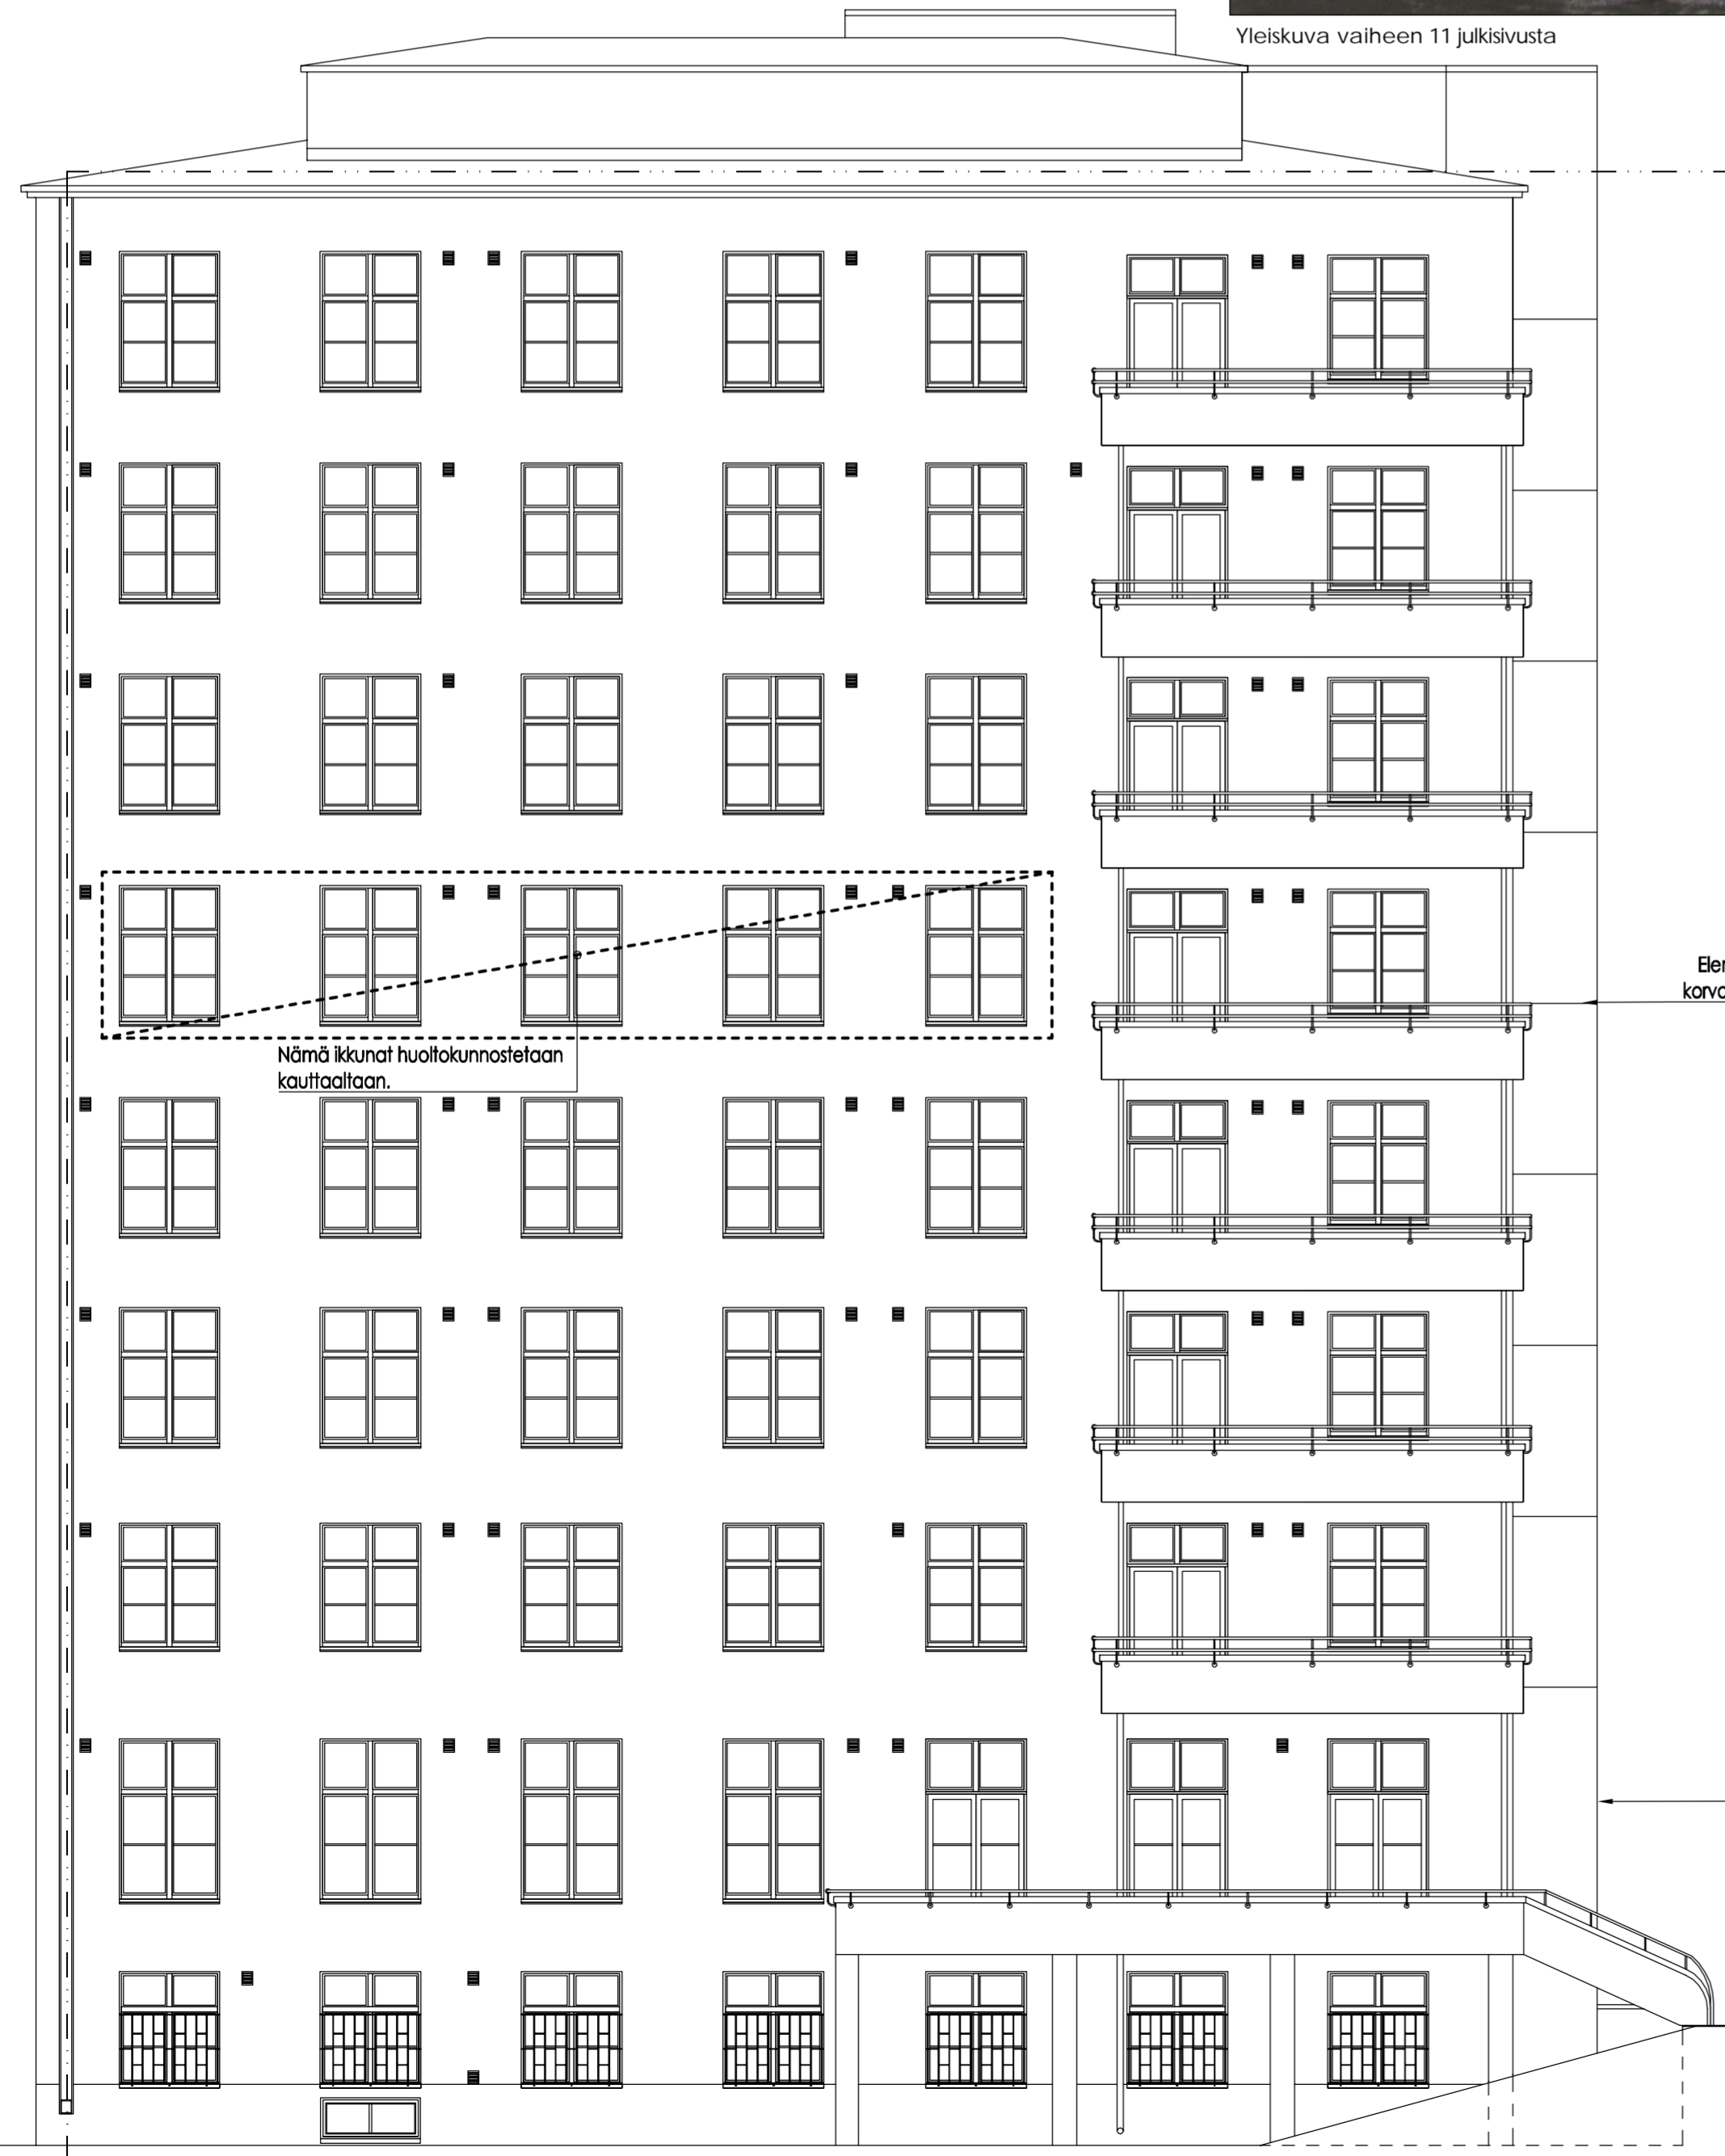 Yleiskuva vaiheen 11 julkisivusta
Nämä ikkunat huoltokunnostetaan
kauttaaltaan.